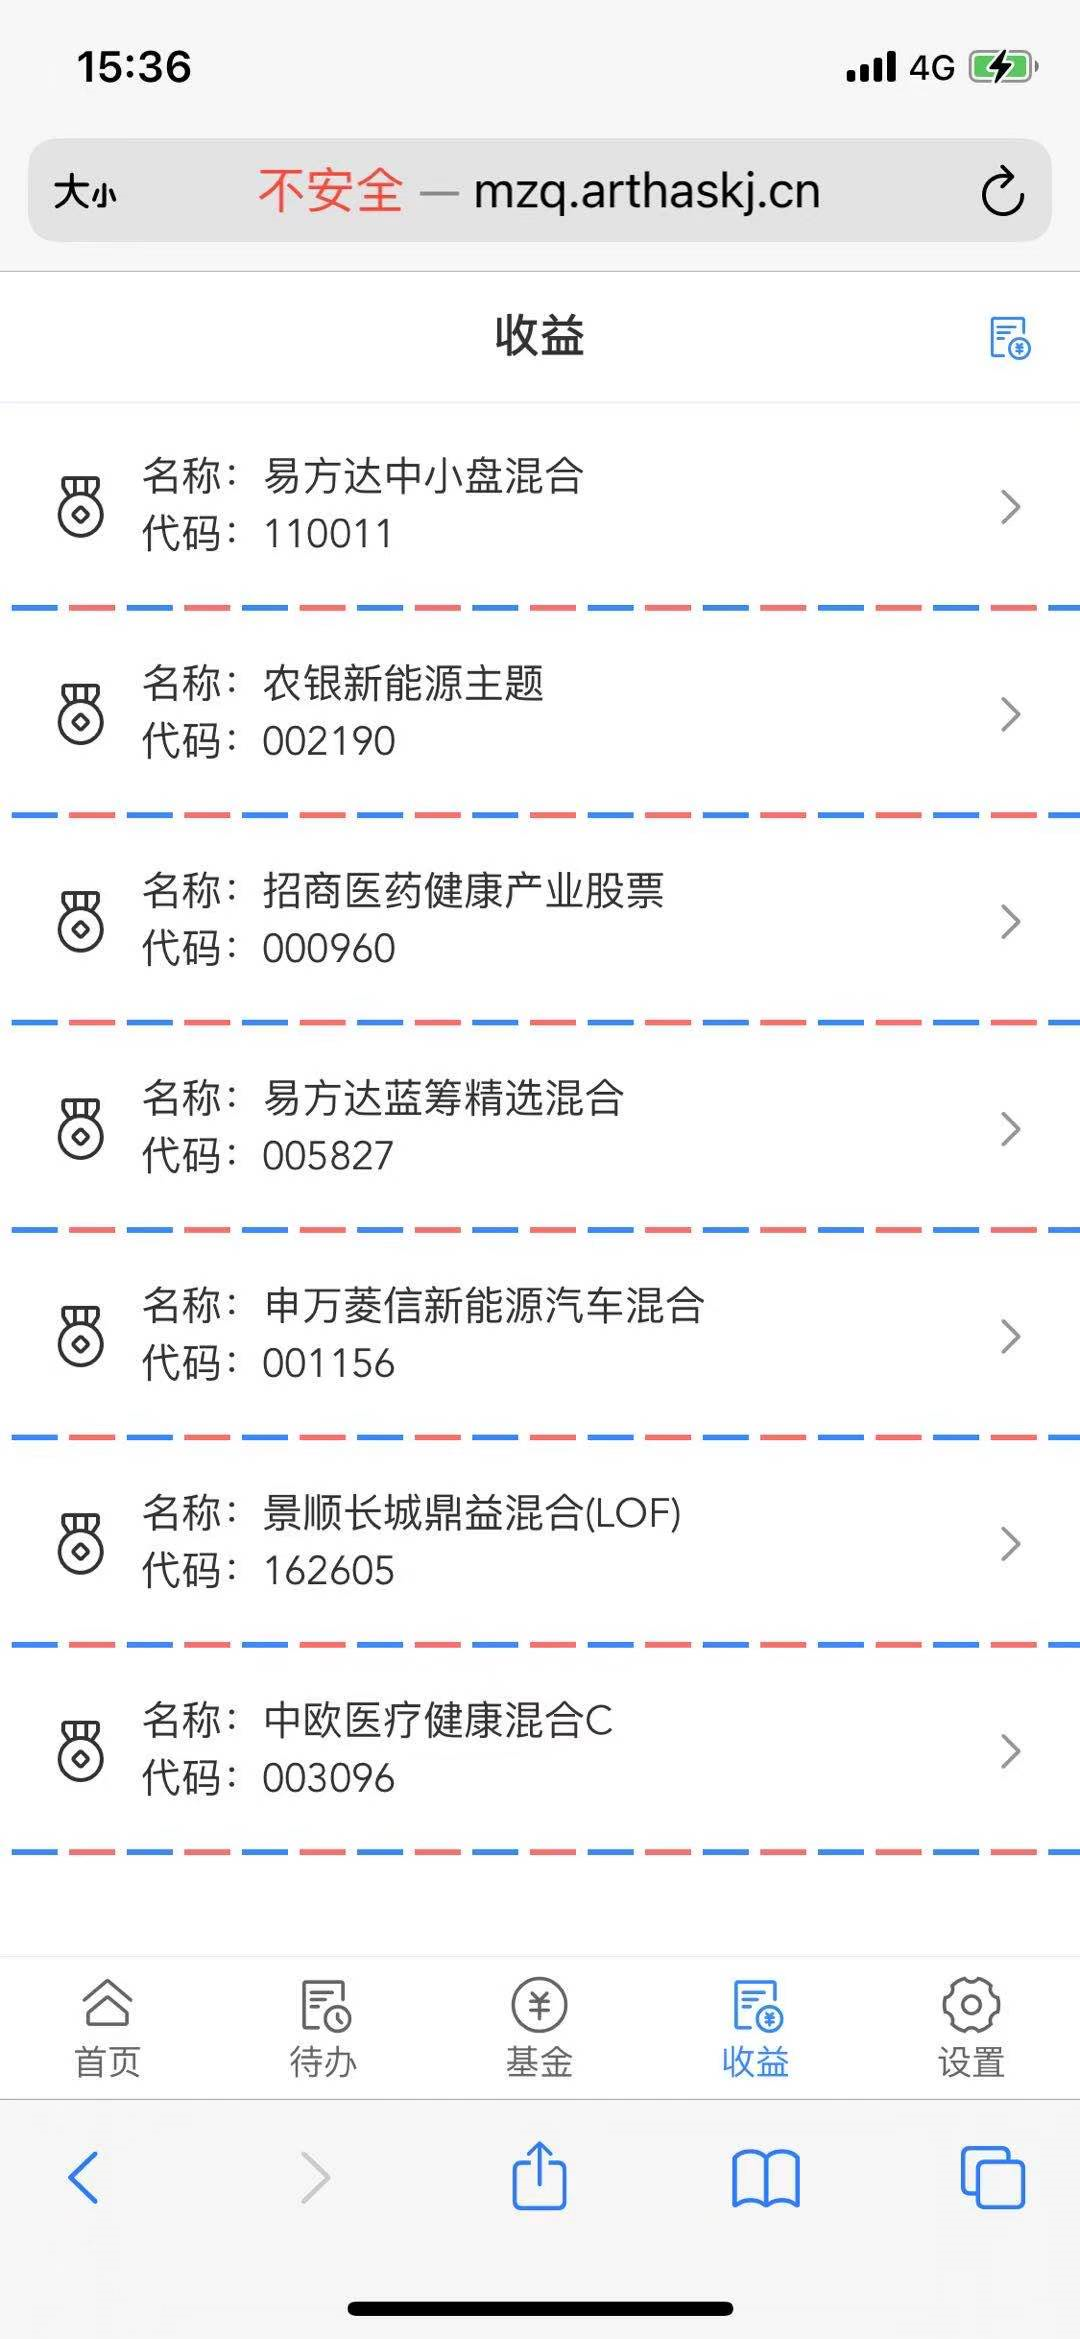 15:36
4G
大小
不安全 — mzq.arthaskj.cn
收益
名称：易方达中小盘混合
代码：110011
名称：农银新能源主题
代码：002190
名称：招商医药健康产业股票
代码：000960
名称：易方达蓝筹精选混合
代码：005827
名称：申万菱信新能源汽车混合
代码：001156
名称：景顺长城鼎益混合(LOF)
代码：162605
名称：中欧医疗健康混合C
代码：003096
首页
待办
基金
收益
设置